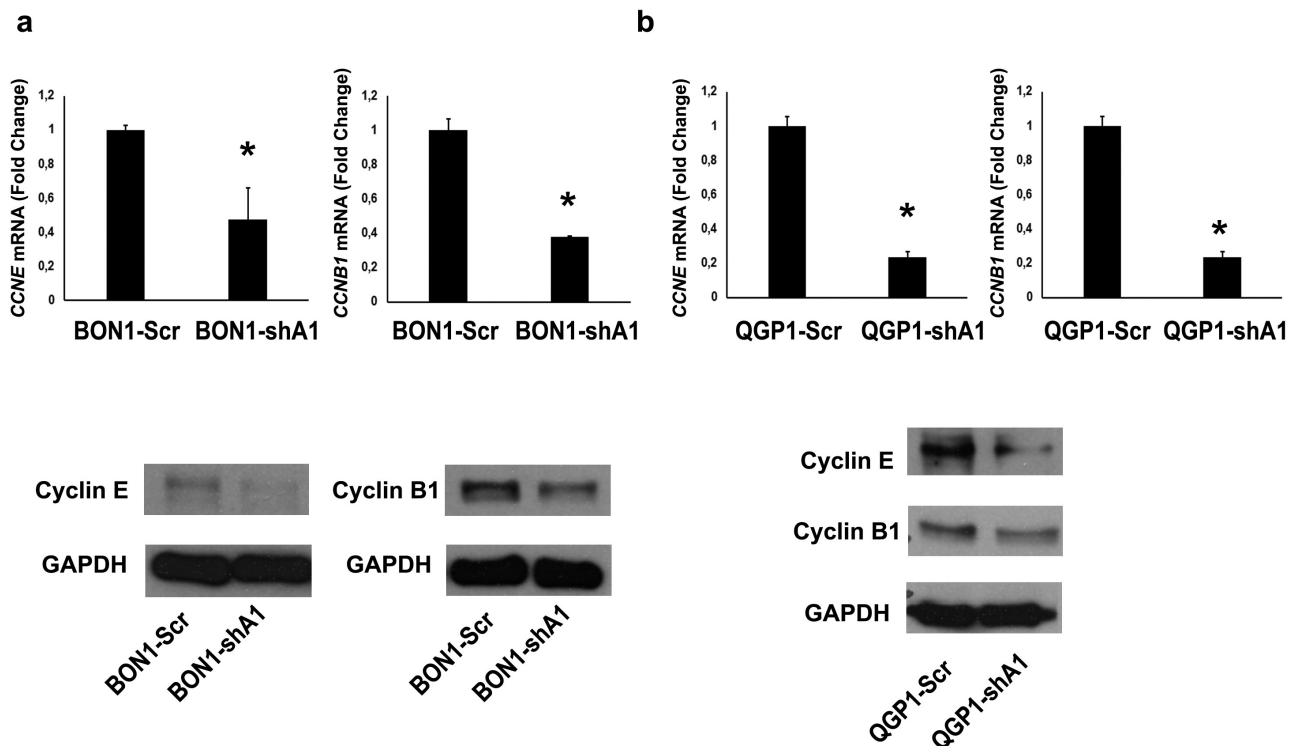 a
CCNE mRNA (Fold Change)
1,2
1
0,8
0,6
0,4
0,2
0
*
BON1-Scr BON1-shA1
CCNB1 mRNA (Fold Change)
1,2
1
0,8
0,6
0,4
0,2
0
*
BON1-Scr BON1-shA1
Cyclin E
GAPDH
BON1-Scr
BON1-shA1
Cyclin B1
GAPDH
BON1-Scr
BON1-shA1
b
CCNE mRNA (Fold Change)
1,2
1
0,8
0,6
0,4
0,2
0
*
QGP1-Scr QGP1-shA1
CCNB1 mRNA (Fold Change)
1,2
1
0,8
0,6
0,4
0,2
0
*
QGP1-Scr QGP1-shA1
Cyclin E
Cyclin B1
GAPDH
QGP1-Scr
QGP1-shA1